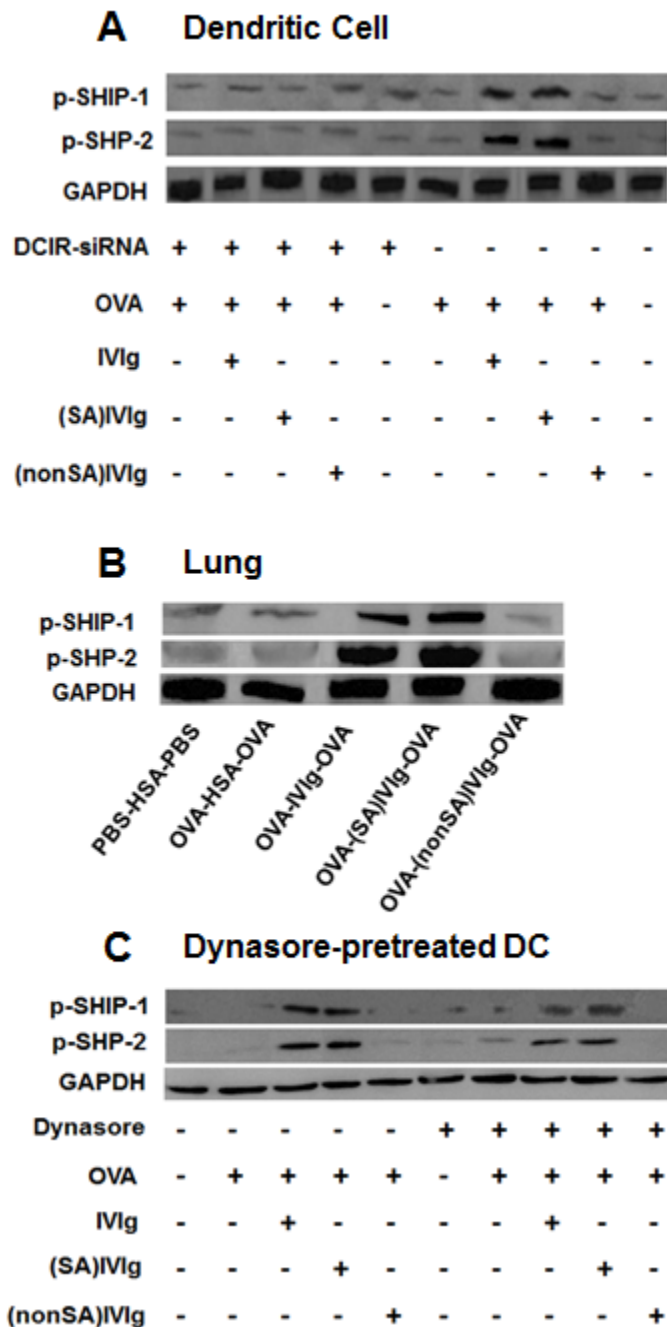 A Dendritic Cell
p-SHIP-1
p-SHP-2
GAPDH
DCIR-siRNA + + + + + - - - - -
OVA + + + + - + + + + -
IVIg - + - - - - + - - -
(SA)IVIg - - + - - - - + - -
(nonSA)IVIg - - - + - - - - + -
B Lung
p-SHIP-1
p-SHP-2
GAPDH
PBS-HSA-PBS
OVA-HSA-OVA
OVA-IVIg-OVA
OVA-(SA)IVIg-OVA
OVA-(nonSA)IVIg-OVA
C Dynasore-pretreated DC
p-SHIP-1
p-SHP-2
GAPDH
Dynasore - - - - - + + + + +
OVA - + + + + - + + + +
IVIg - - + - - - - + - -
(SA)IVIg - - - + - - - - + -
(nonSA)IVIg - - - - + - - - - +